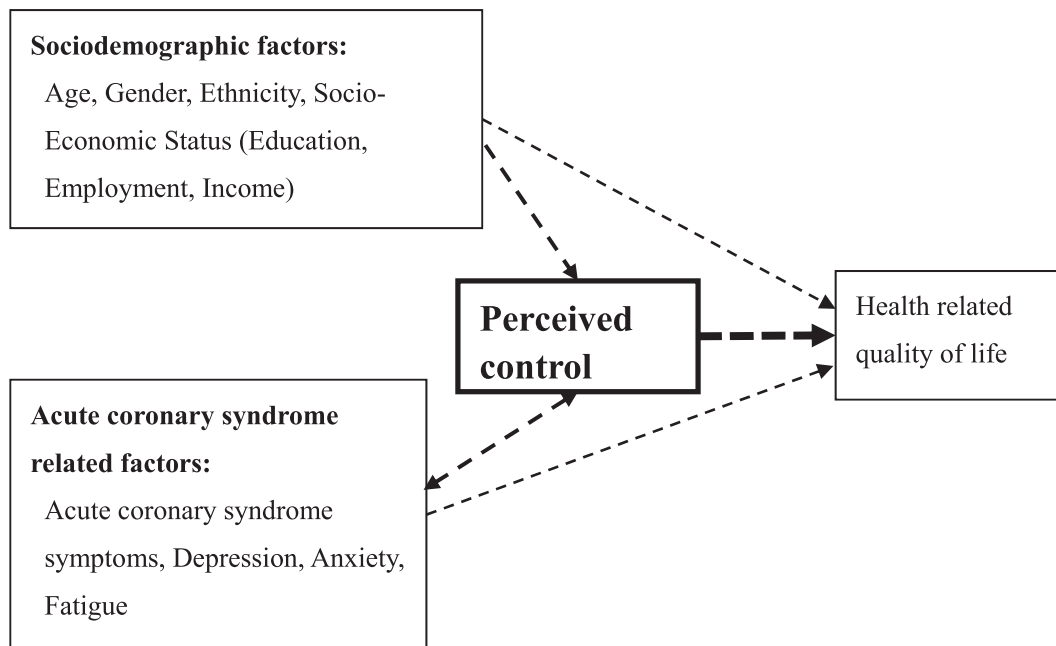 Sociodemographic factors:
Age, Gender, Ethnicity, Socio-
Economic Status (Education,
Employment, Income)
Perceived
control
Health related
quality of life
Acute coronary syndrome
related factors:
Acute coronary syndrome
symptoms, Depression, Anxiety,
Fatigue